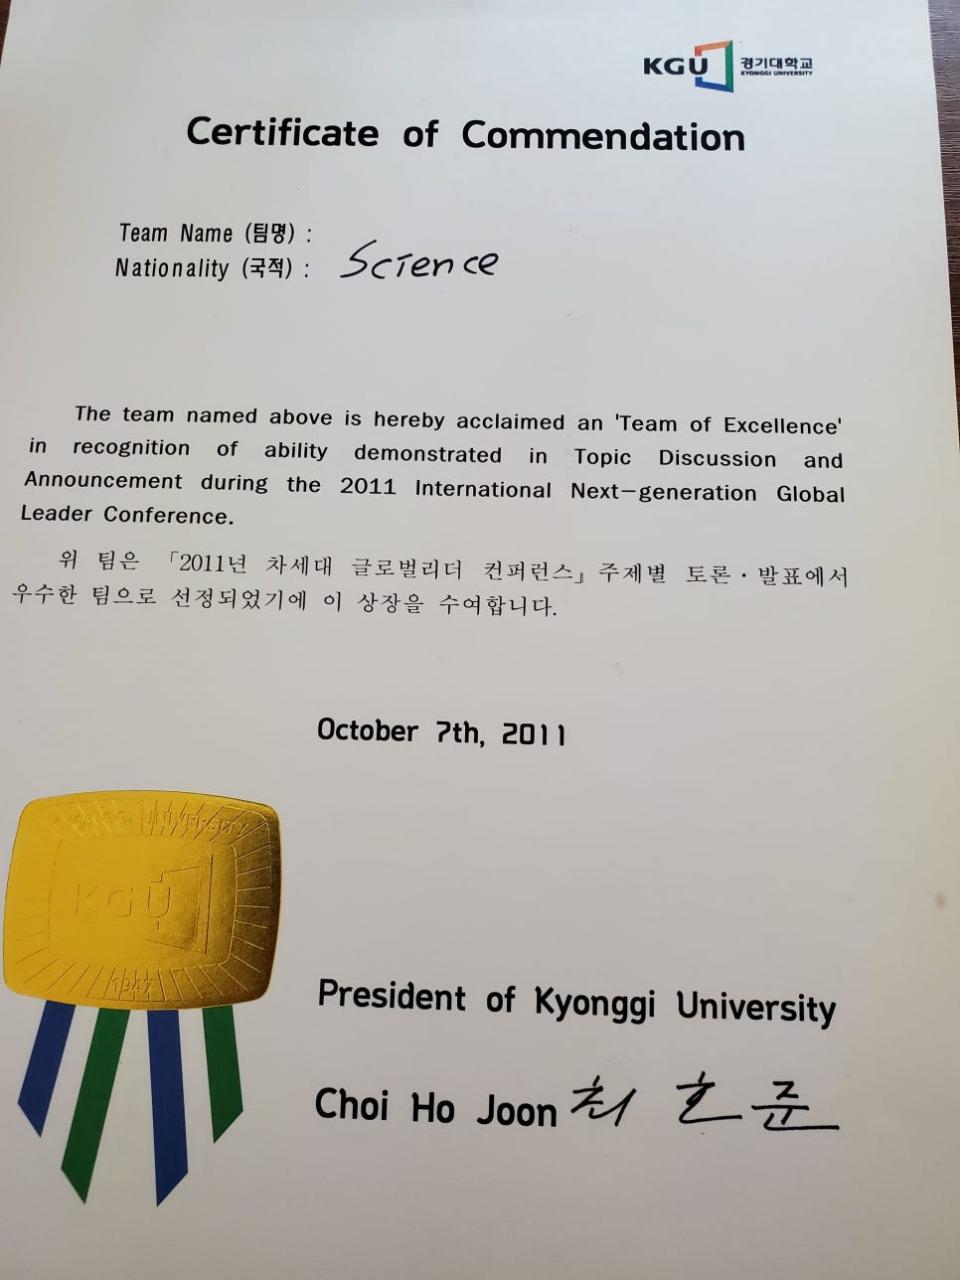 KGU 경기대학교
KYONGGI UNIVERSITY
Certificate of Commendation
Team Name (팀명) :
Nationality (국적) : Science
The team named above is hereby acclaimed an 'Team of Excellence'
in recognition of ability demonstrated in Topic Discussion and
Announcement during the 2011 International Next-generation Global
Leader Conference.
위 팀은 「2011년 차세대 글로벌리더 컨퍼런스」 주제별 토론·발표에서
우수한 팀으로 선정되었기에 이 상장을 수여합니다.
October 7th, 2011
KYONGGI UNIVERSITY
KGU
1947
President of Kyonggi University
Choi Ho Joon 최호준